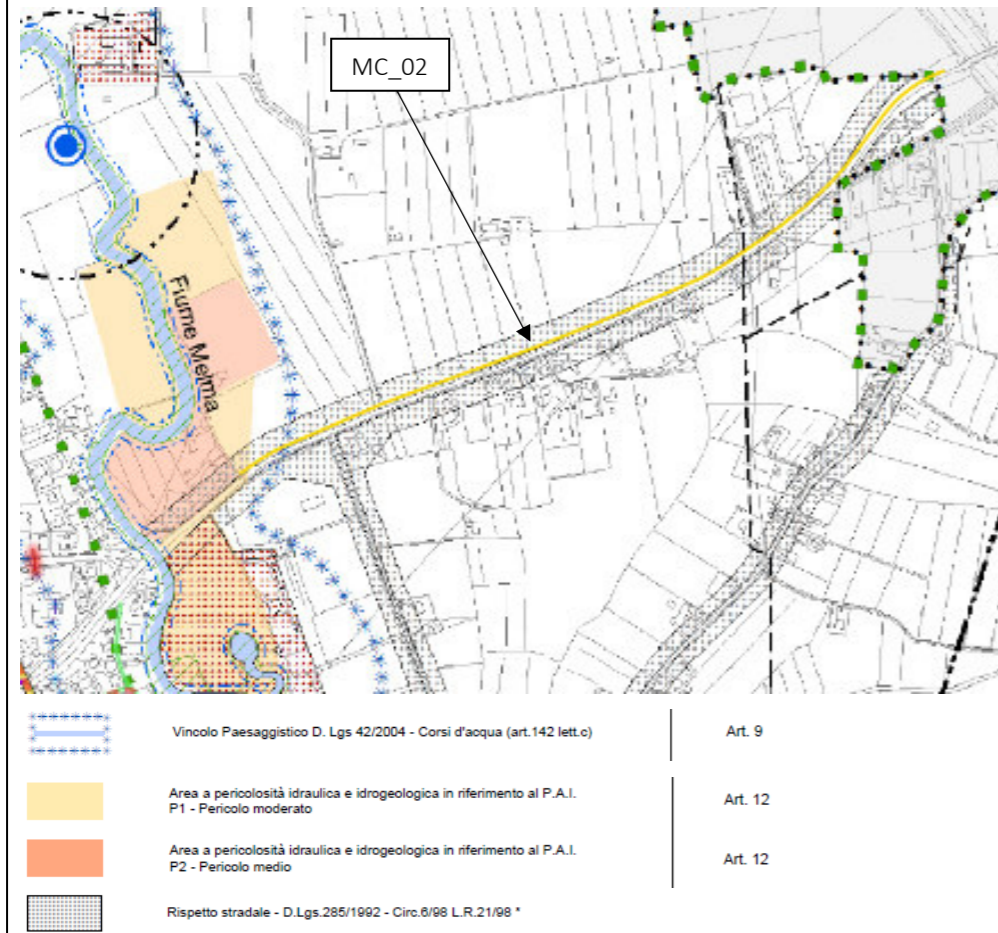 MC_02
Fiume Melma
Vincolo Paesaggistico D. Lgs 42/2004 - Corsi d'acqua (art.142 lett.c)
Art. 9
Area a pericolosità idraulica e idrogeologica in riferimento al P.A.I.
P1 - Pericolo moderato
Art. 12
Area a pericolosità idraulica e idrogeologica in riferimento al P.A.I.
P2 - Pericolo medio
Art. 12
Rispetto stradale - D.Lgs.285/1992 - Circ.6/98 L.R.21/98 *